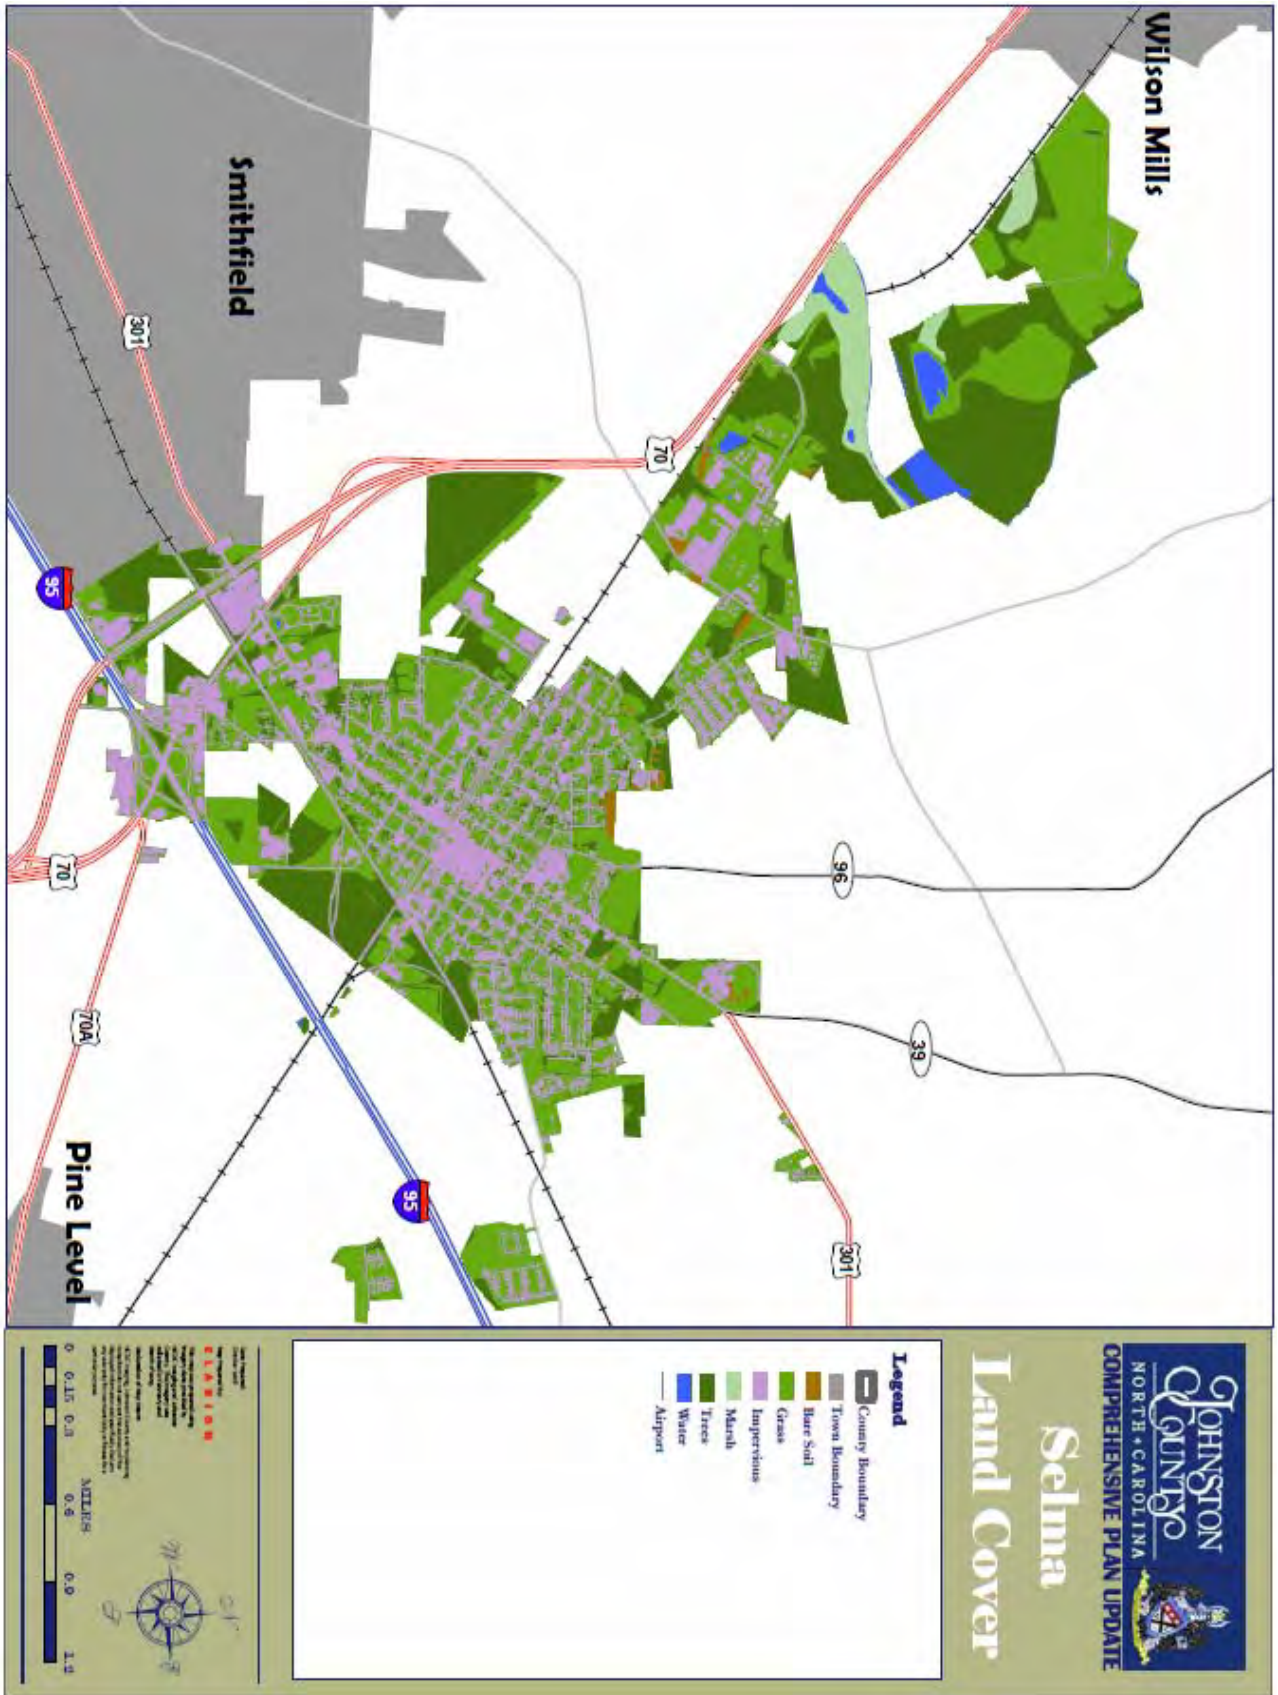 Wilson Mills
Smithfield
Pine Level
301
70
95
96
39
301
95
70
70A
JOHNSTON
COUNTY
NORTH • CAROLINA
COMPREHENSIVE PLAN UPDATE
Selma
Land Cover
Legend
County Boundary
Town Boundary
Bare Soil
Grass
Impervious
Marsh
Trees
Water
Airport
CLARION
MILES
0 0.15 0.3 0.6 0.9 1.2
N
W
E
S